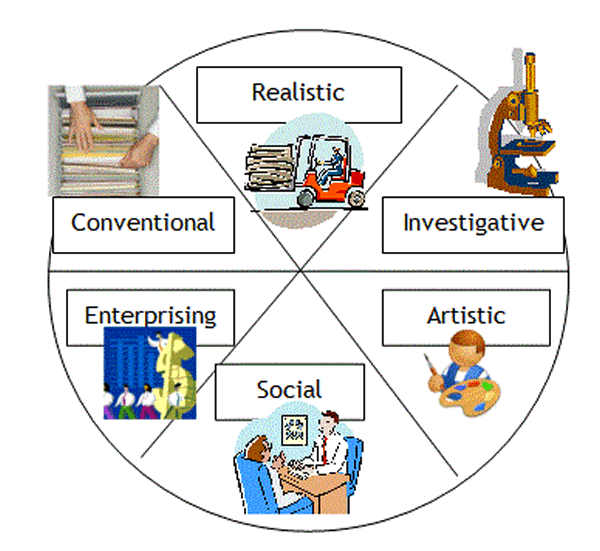 Realistic
Conventional
Investigative
Enterprising
Artistic
Social